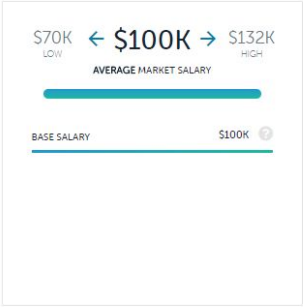 $70K ← $100K → $132K
LOW HIGH
AVERAGE MARKET SALARY
BASE SALARY $100K ?